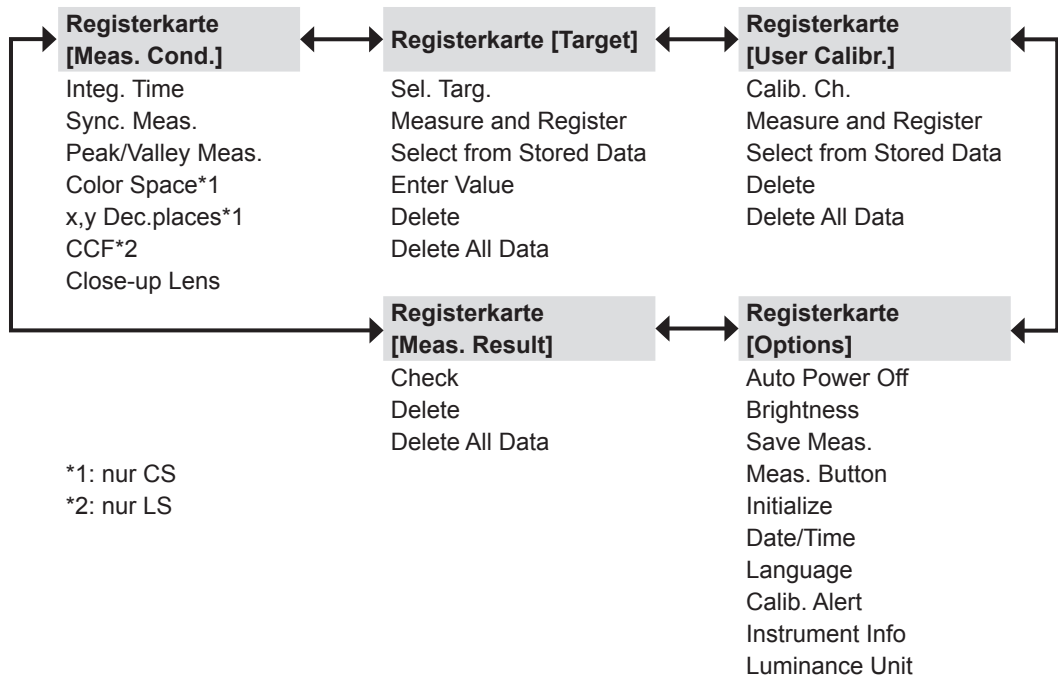 Registerkarte
[Meas. Cond.]
Integ. Time
Sync. Meas.
Peak/Valley Meas.
Color Space*1
x,y Dec.places*1
CCF*2
Close-up Lens
Registerkarte [Target]
Sel. Targ.
Measure and Register
Select from Stored Data
Enter Value
Delete
Delete All Data
Registerkarte
[User Calibr.]
Calib. Ch.
Measure and Register
Select from Stored Data
Delete
Delete All Data
Registerkarte
[Meas. Result]
Check
Delete
Delete All Data
Registerkarte
[Options]
Auto Power Off
Brightness
Save Meas.
Meas. Button
Initialize
Date/Time
Language
Calib. Alert
Instrument Info
Luminance Unit
*1: nur CS
*2: nur LS